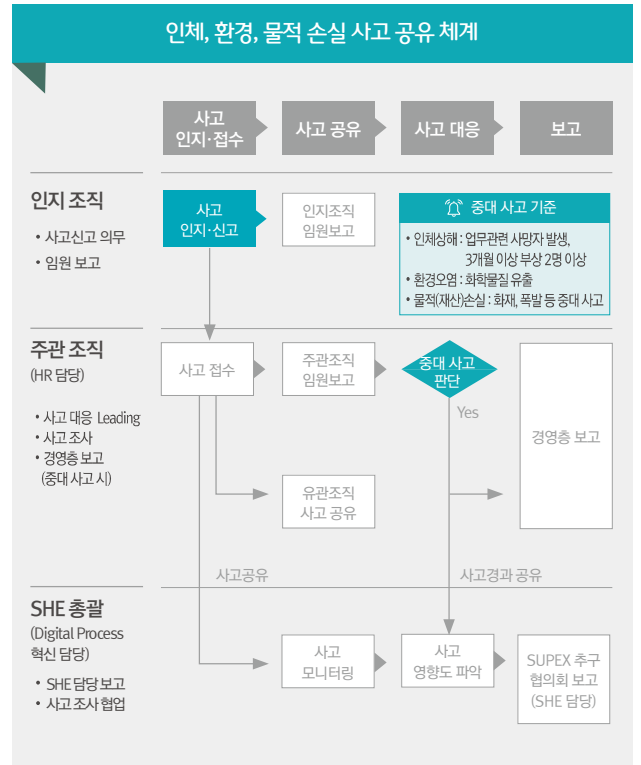 인체, 환경, 물적 손실 사고 공유 체계
사고
인지·접수
사고 공유
사고 대응
보고
인지 조직
• 사고신고 의무
• 임원 보고
사고
인지·신고
인지조직
임원보고
중대 사고 기준
• 인체상해 : 업무관련 사망자 발생,
3개월 이상 부상 2명 이상
• 환경오염 : 화학물질 유출
• 물적(재산)손실 : 화재, 폭발 등 중대 사고
주관 조직
(HR 담당)
• 사고 대응 Leading
• 사고 조사
• 경영층 보고
(중대 사고 시)
사고 접수
주관조직
임원보고
중대 사고
판단
Yes
경영층 보고
유관조직
사고 공유
사고공유
사고경과 공유
SHE 총괄
(Digital Process
혁신 담당)
• SHE 담당 보고
• 사고 조사 협업
사고
모니터링
사고
영향도 파악
SUPEX 추구
협의회 보고
(SHE 담당)